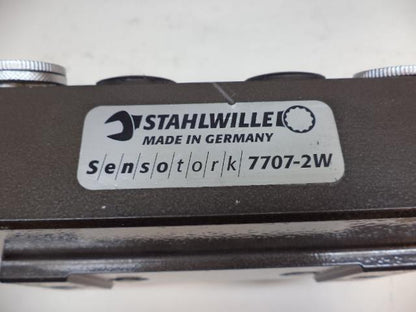 STAHLWILLE
MADE IN GERMANY
Sensotork 7707-2W